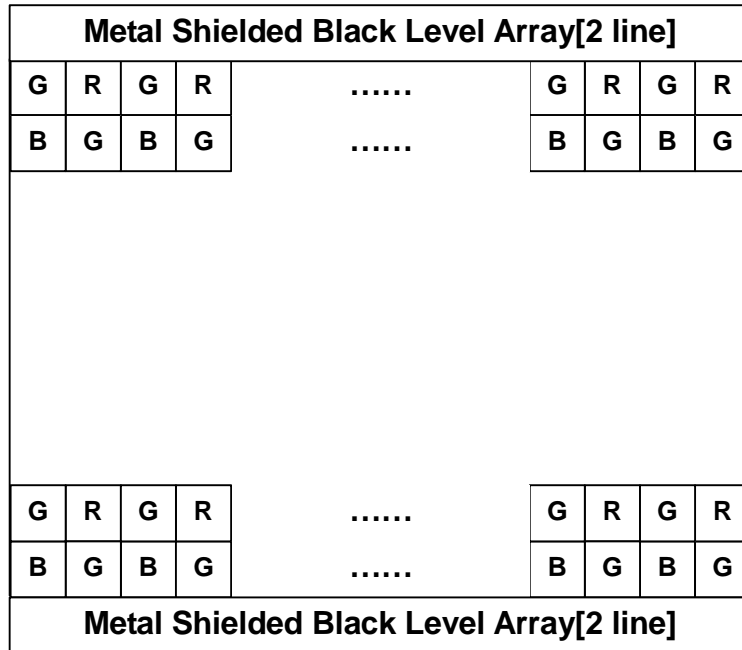 Metal Shielded Black Level Array[2 line]
G R G R ...... G R G R
B G B G ...... B G B G
G R G R ...... G R G R
B G B G ...... B G B G
Metal Shielded Black Level Array[2 line]